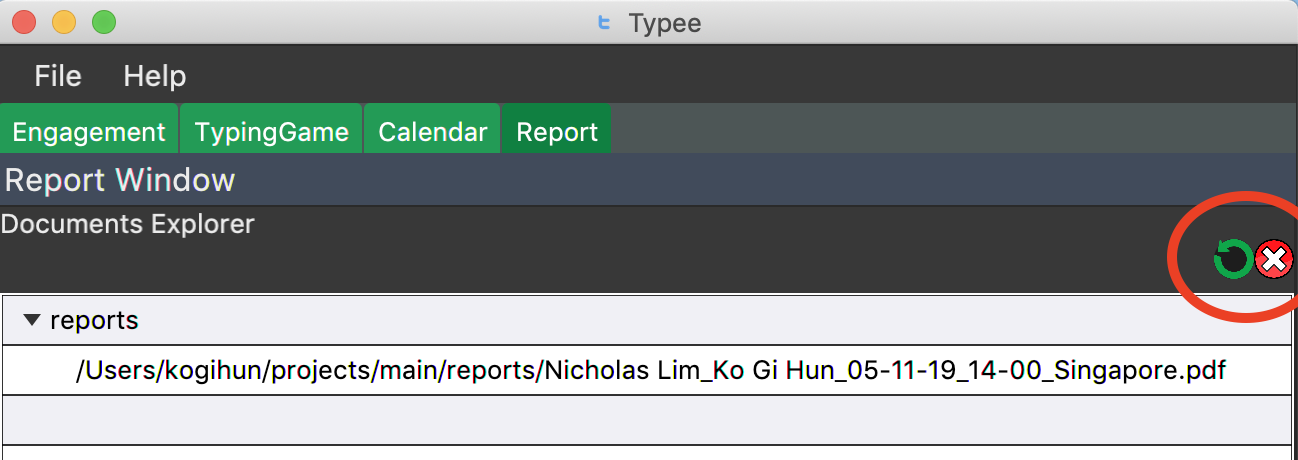 Typee
File Help
Engagement TypingGame Calendar Report
Report Window
Documents Explorer
reports
/Users/kogihun/projects/main/reports/Nicholas Lim_Ko Gi Hun_05-11-19_14-00_Singapore.pdf